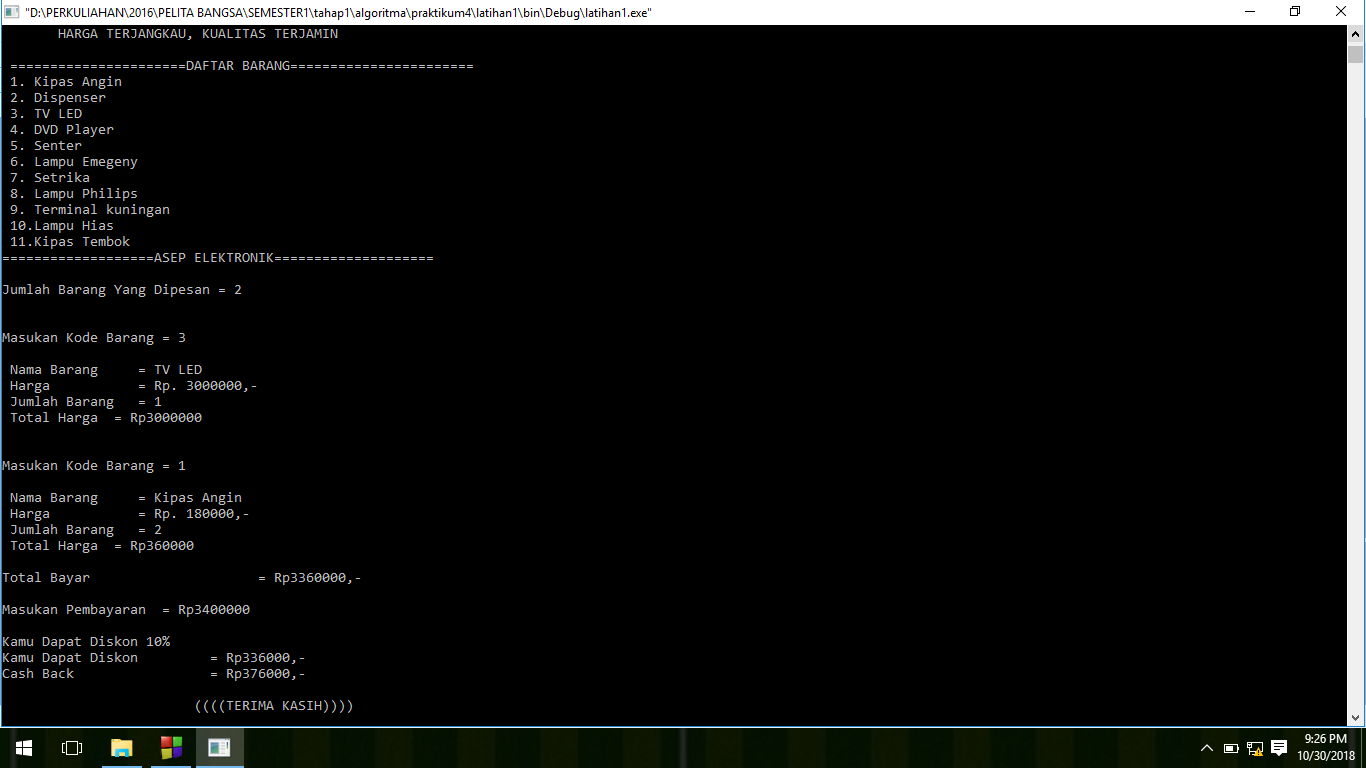 "D:\PERKULIAHAN\2016\PELITA BANGSA\SEMESTER1\tahap1\algoritma\praktikum4\latihan1\bin\Debug\latihan1.exe"
HARGA TERJANGKAU, KUALITAS TERJAMIN
======================DAFTAR BARANG=======================
1. Kipas Angin
2. Dispenser
3. TV LED
4. DVD Player
5. Senter
6. Lampu Emegeny
7. Setrika
8. Lampu Philips
9. Terminal kuningan
10.Lampu Hias
11.Kipas Tembok
===================ASEP ELEKTRONIK====================
Jumlah Barang Yang Dipesan = 2
Masukan Kode Barang = 3
Nama Barang     = TV LED
Harga           = Rp. 3000000,-
Jumlah Barang   = 1
Total Harga  = Rp3000000
Masukan Kode Barang = 1
Nama Barang     = Kipas Angin
Harga           = Rp. 180000,-
Jumlah Barang   = 2
Total Harga  = Rp360000
Total Bayar                     = Rp3360000,-
Masukan Pembayaran  = Rp3400000
Kamu Dapat Diskon 10%
Kamu Dapat Diskon         = Rp336000,-
Cash Back                 = Rp376000,-
((((TERIMA KASIH))))
9:26 PM
10/30/2018